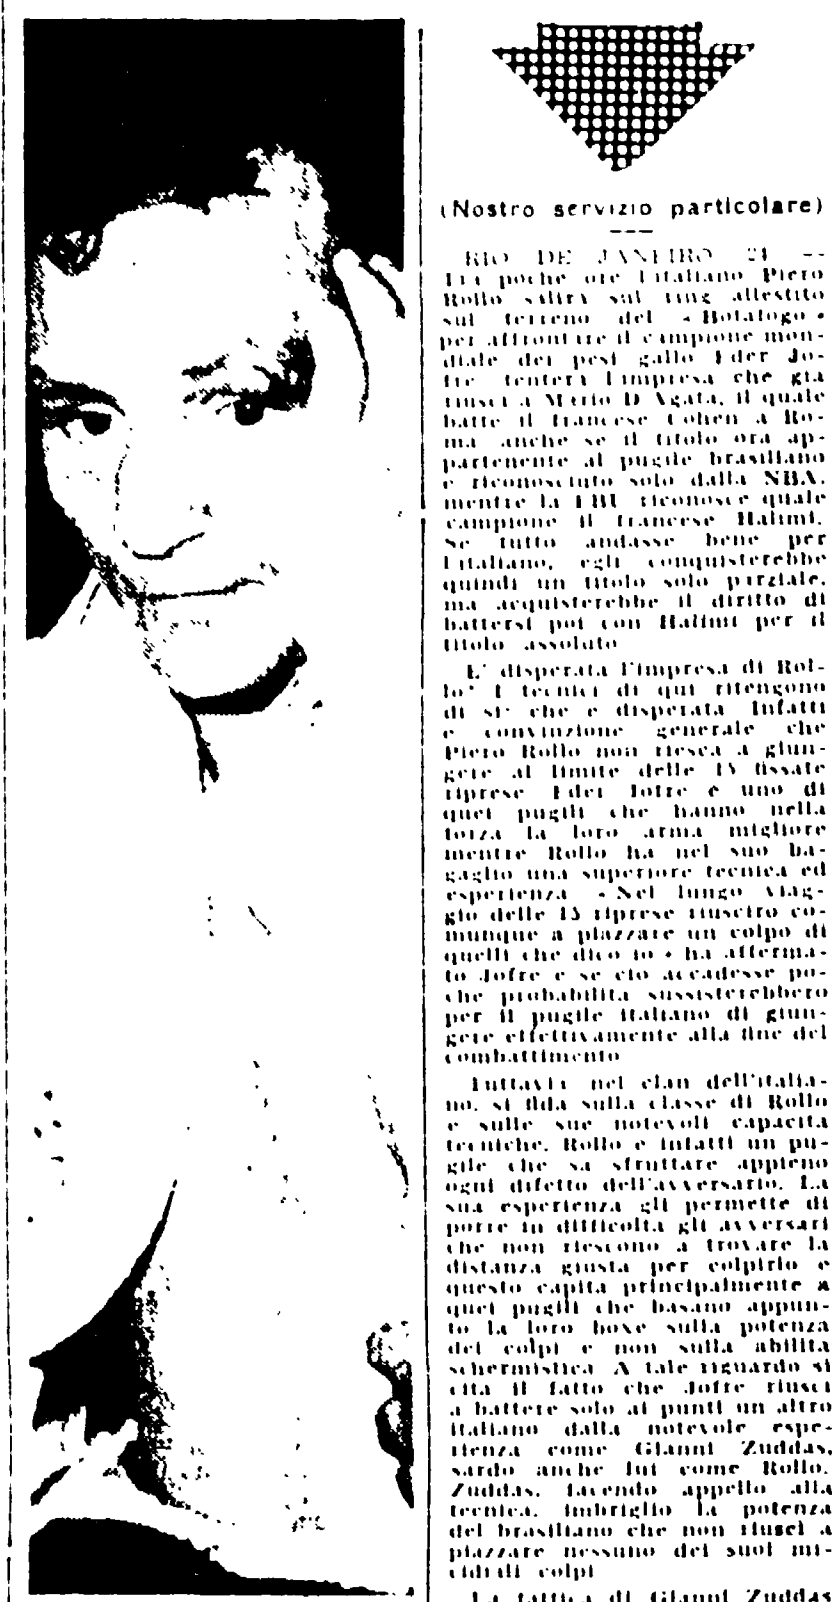 (Nostro servizio particolare)
RIO DE JANEIRO 24 --
Tra poche ore l'italiano Piero
Rollo salirà sul ring allestito
sul terreno del « Botafogo »
per affrontare il campione mon-
diale dei pesi gallo Eder Jo-
fre tenterà l'impresa che già
riuscì a Mario D'Agata, il quale
batté il francese Cohen a Ro-
ma anche se il titolo ora ap-
partenente al pugile brasiliano
è riconosciuto solo dalla NBA,
mentre la EBU riconosce quale
campione il francese Halimi.
Se tutto andasse bene per
l'italiano, egli conquisterebbe
quindi un titolo solo parziale,
ma acquisterebbe il diritto di
battersi poi con Halimi per il
titolo assoluto
E' disperata l'impresa di Rol-
lo? I tecnici di qui ritengono
di si' che è disperata Infatti
è convinzione generale che
Piero Rollo non riesca a giun-
gere al limite delle 15 fissate
riprese Eder Jofre è uno di
quei pugili che hanno nella
forza la loro arma migliore
mentre Rollo ha nel suo ba-
gaglio una superiore tecnica ed
esperienza « Nel lungo viag-
gio delle 15 riprese riuscirò co-
munque a piazzare un colpo di
quelli che dico io » ha afferma-
to Jofre e se ciò accadesse po-
che probabilità sussisterebbero
per il pugile italiano di giun-
gere effettivamente alla fine del
combattimento
Tuttavia nel clan dell'italia-
no, si fida sulla classe di Rollo
e sulle sue notevoli capacità
tecniche. Rollo è infatti un pu-
gile che sa sfruttare appieno
ogni difetto dell'avversario. La
sua esperienza gli permette di
porre in difficoltà gli avversari
che non riescono a trovare la
distanza giusta per colpirlo e
questo capita principalmente a
quei pugili che basano appun-
to la loro boxe sulla potenza
dei colpi e non sulla abilità
schermistica A tale riguardo si
cita il fatto che Jofre riuscì
a battere solo ai punti un altro
italiano dalla notevole espe-
rienza come Gianni Zuddas,
sardo anche lui come Rollo.
Zuddas, facendo appello alla
tecnica, imbrigliò la potenza
del brasiliano che non riuscì a
piazzare nessuno dei suoi mi-
cidiali colpi
La tattica di Gianni Zuddas